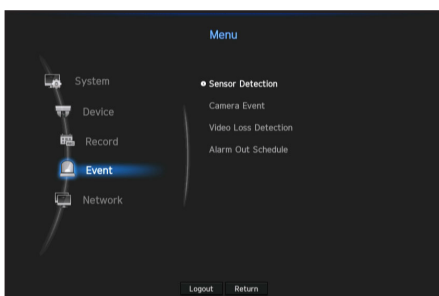 Menu
System
Device
Record
Event
Network
Sensor Detection
Camera Event
Video Loss Detection
Alarm Out Schedule
Logout Return